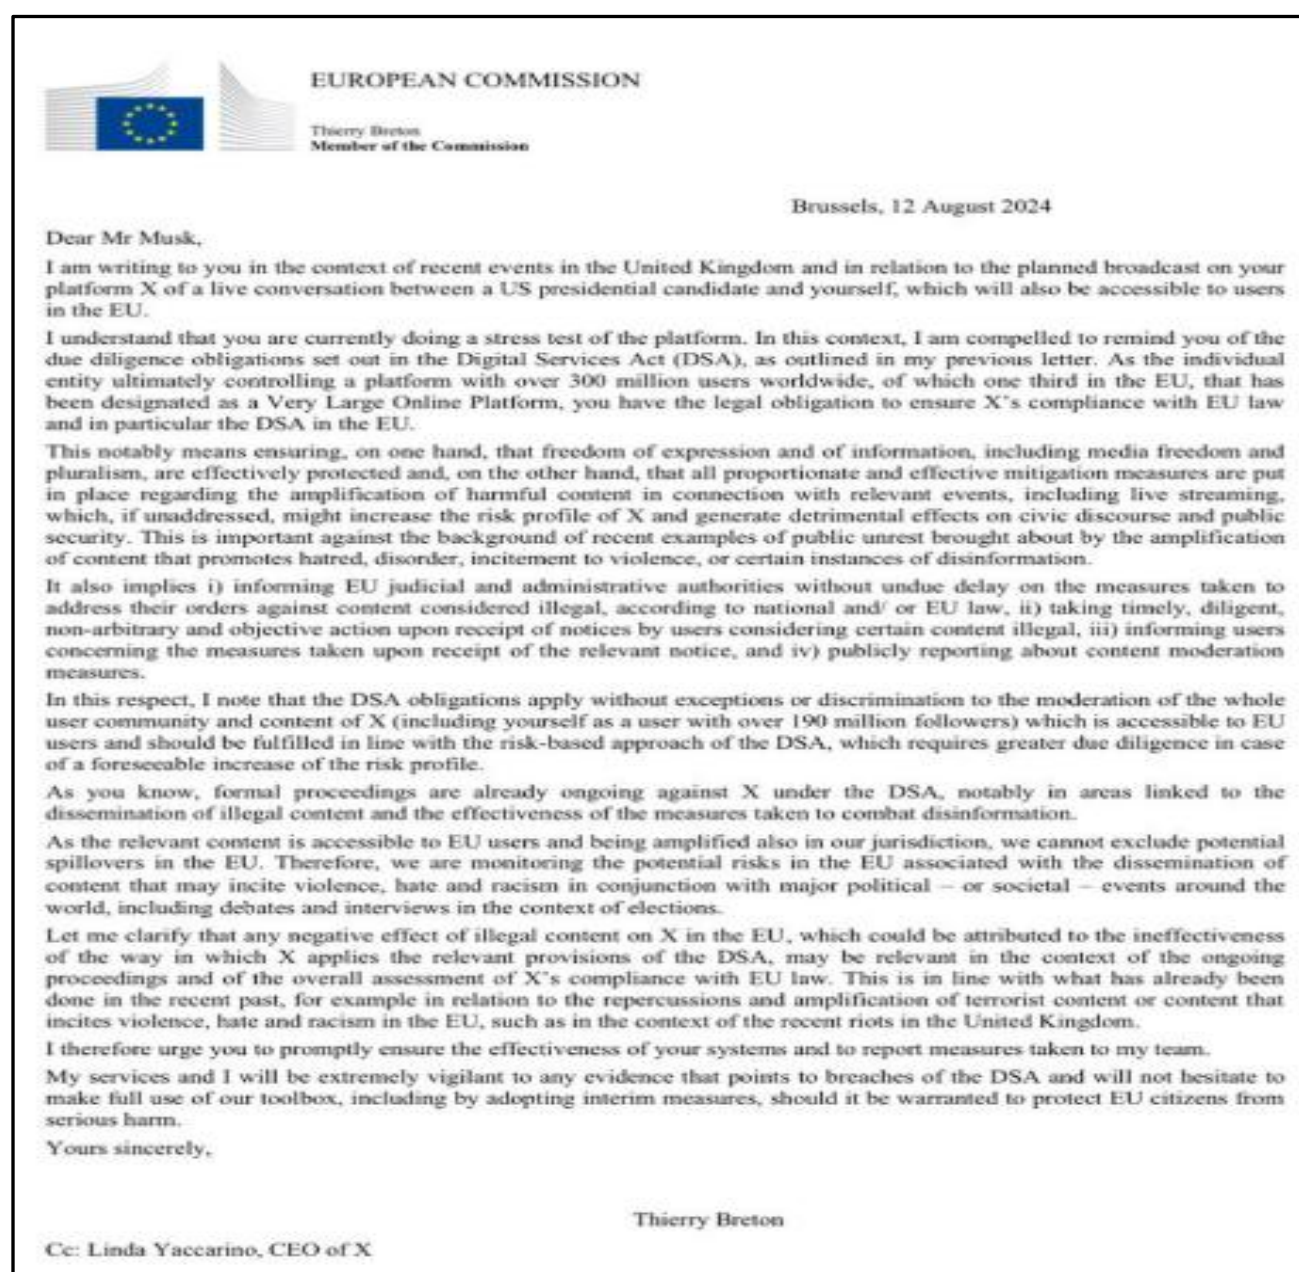 EUROPEAN COMMISSION
Thierry Breton
Member of the Commission
Brussels, 12 August 2024
Dear Mr Musk,
I am writing to you in the context of recent events in the United Kingdom and in relation to the planned broadcast on your
platform X of a live conversation between a US presidential candidate and yourself, which will also be accessible to users
in the EU.
I understand that you are currently doing a stress test of the platform. In this context, I am compelled to remind you of the
due diligence obligations set out in the Digital Services Act (DSA), as outlined in my previous letter. As the individual
entity ultimately controlling a platform with over 300 million users worldwide, of which one third in the EU, that has
been designated as a Very Large Online Platform, you have the legal obligation to ensure X's compliance with EU law
and in particular the DSA in the EU.
This notably means ensuring, on one hand, that freedom of expression and of information, including media freedom and
pluralism, are effectively protected and, on the other hand, that all proportionate and effective mitigation measures are put
in place regarding the amplification of harmful content in connection with relevant events, including live streaming,
which, if unaddressed, might increase the risk profile of X and generate detrimental effects on civic discourse and public
security. This is important against the background of recent examples of public unrest brought about by the amplification
of content that promotes hatred, disorder, incitement to violence, or certain instances of disinformation.
It also implies i) informing EU judicial and administrative authorities without undue delay on the measures taken to
address their orders against content considered illegal, according to national and/ or EU law, ii) taking timely, diligent,
non-arbitrary and objective action upon receipt of notices by users considering certain content illegal, iii) informing users
concerning the measures taken upon receipt of the relevant notice, and iv) publicly reporting about content moderation
measures.
In this respect, I note that the DSA obligations apply without exceptions or discrimination to the moderation of the whole
user community and content of X (including yourself as a user with over 190 million followers) which is accessible to EU
users and should be fulfilled in line with the risk-based approach of the DSA, which requires greater due diligence in case
of a foreseeable increase of the risk profile.
As you know, formal proceedings are already ongoing against X under the DSA, notably in areas linked to the
dissemination of illegal content and the effectiveness of the measures taken to combat disinformation.
As the relevant content is accessible to EU users and being amplified also in our jurisdiction, we cannot exclude potential
spillovers in the EU. Therefore, we are monitoring the potential risks in the EU associated with the dissemination of
content that may incite violence, hate and racism in conjunction with major political – or societal – events around the
world, including debates and interviews in the context of elections.
Let me clarify that any negative effect of illegal content on X in the EU, which could be attributed to the ineffectiveness
of the way in which X applies the relevant provisions of the DSA, may be relevant in the context of the ongoing
proceedings and of the overall assessment of X's compliance with EU law. This is in line with what has already been
done in the recent past, for example in relation to the repercussions and amplification of terrorist content or content that
incites violence, hate and racism in the EU, such as in the context of the recent riots in the United Kingdom.
I therefore urge you to promptly ensure the effectiveness of your systems and to report measures taken to my team.
My services and I will be extremely vigilant to any evidence that points to breaches of the DSA and will not hesitate to
make full use of our toolbox, including by adopting interim measures, should it be warranted to protect EU citizens from
serious harm.
Yours sincerely,
Thierry Breton
Cc: Linda Yaccarino, CEO of X